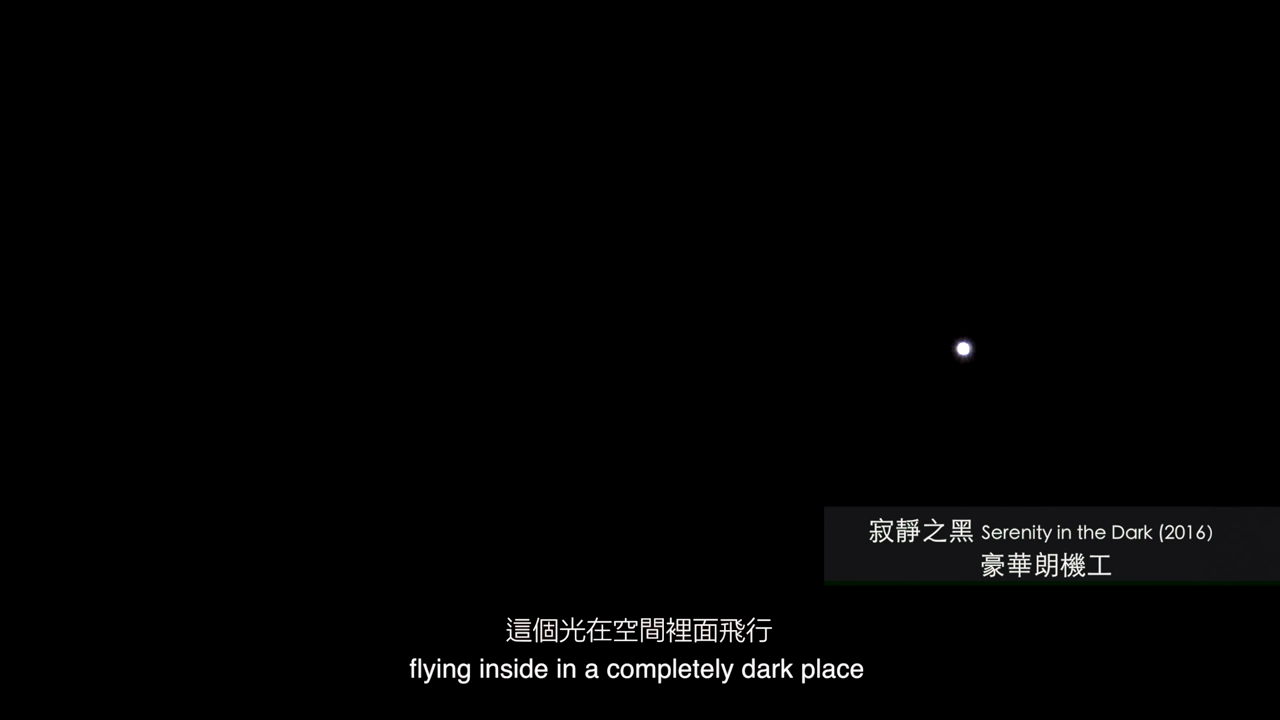 寂靜之黑 Serenity in the Dark (2016)
豪華朗機工
這個光在空間裡面飛行
flying inside in a completely dark place